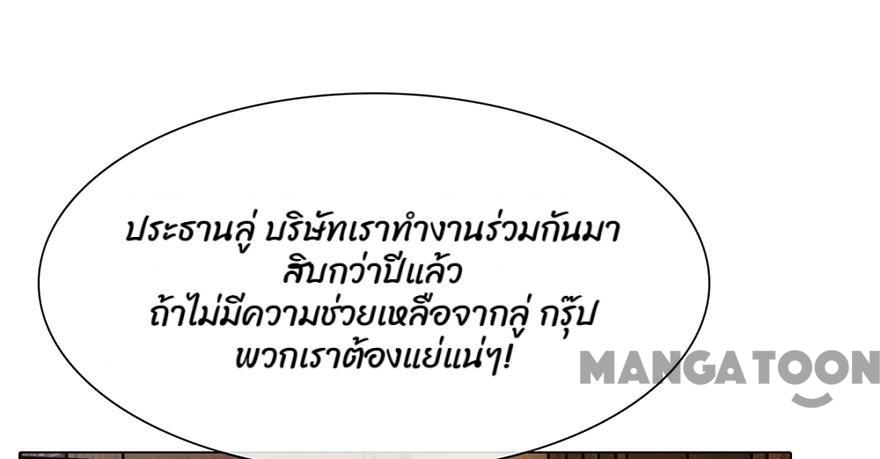 ประธานลู่ บริษัทเราทำงานร่วมกันมา
สิบกว่าปีแล้ว
ถ้าไม่มีความช่วยเหลือจากลู่ กรุ๊ป
พวกเราต้องแย่แน่ๆ!
MANGATOON